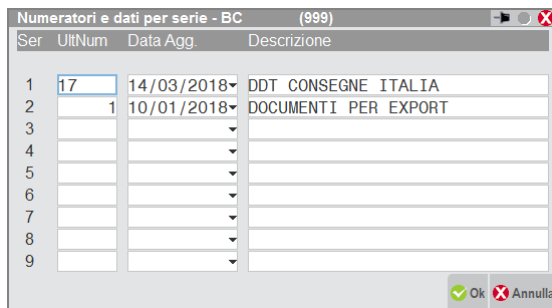 Numeratori e dati per serie - BC (999)
Ser UltNum Data Agg. Descrizione
1 17 14/03/2018 DDT CONSEGNE ITALIA
2 1 10/01/2018 DOCUMENTI PER EXPORT
3
4
5
6
7
8
9
Ok Annulla